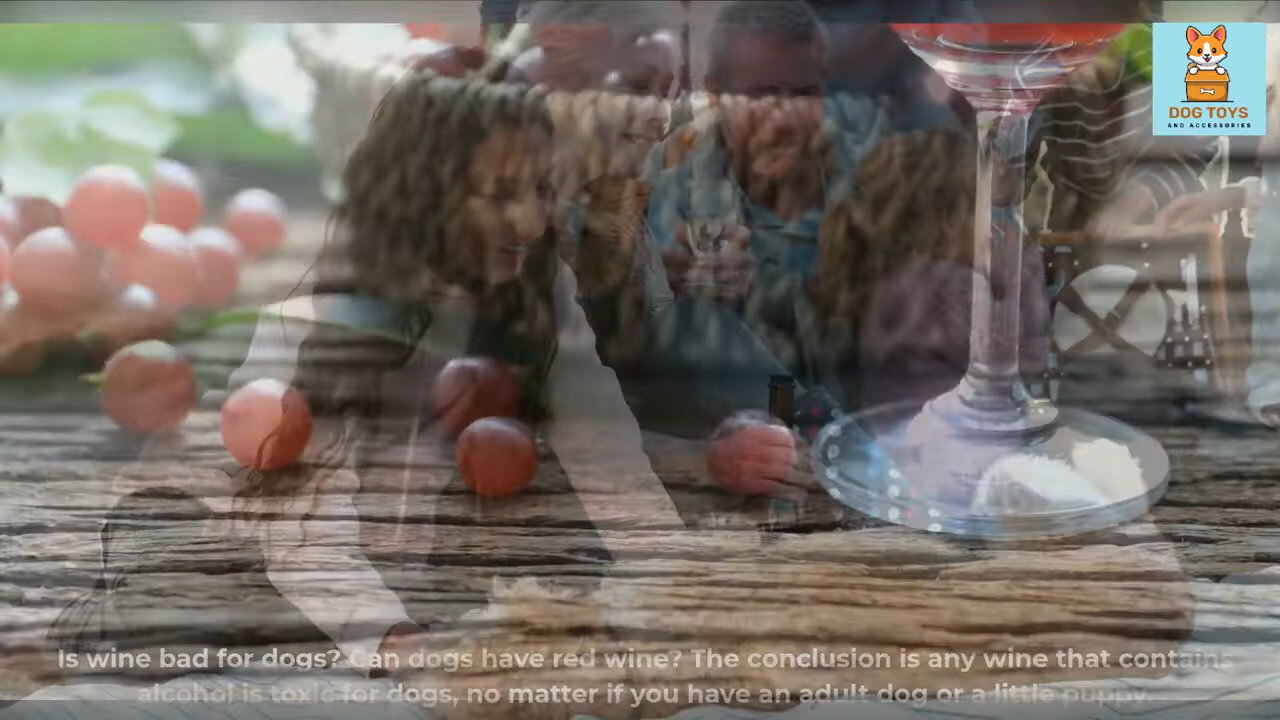 DOG TOYS
AND ACCESSORIES
Is wine bad for dogs? Can dogs have red wine? The conclusion is any wine that contains
alcohol is toxic for dogs, no matter if you have an adult dog or a little puppy.